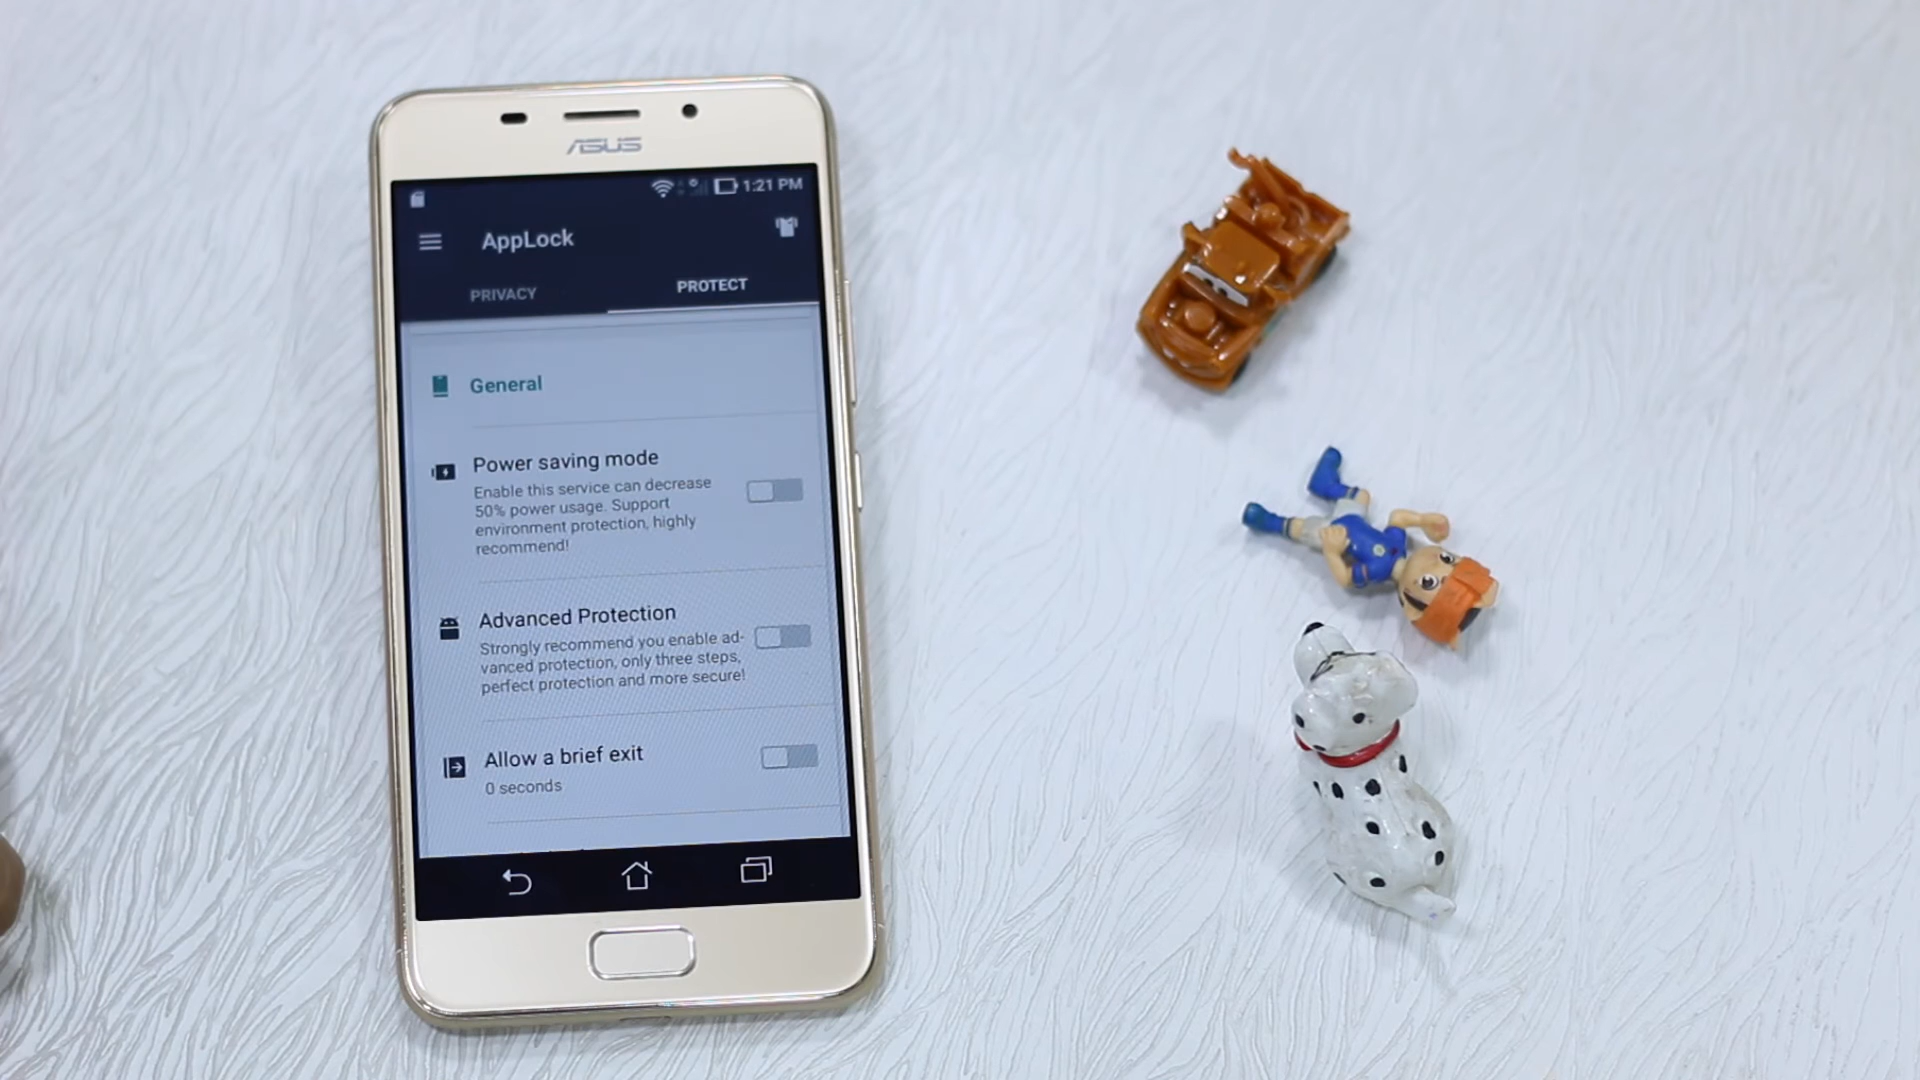 ASUS
1:21 PM
AppLock
PRIVACY
PROTECT
General
Power saving mode
Enable this service can decrease
50% power usage. Support
environment protection, highly
recommend!
Advanced Protection
Strongly recommend you enable ad-
vanced protection, only three steps,
perfect protection and more secure!
Allow a brief exit
0 seconds